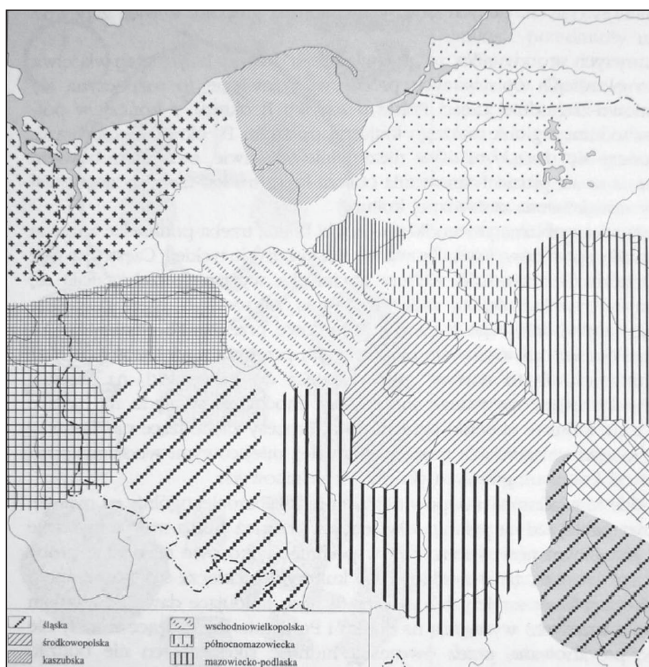 śląska
środkowopolska
kaszubska
wschodniowielkopolska
północnomazowiecka
mazowiecko-podlaska